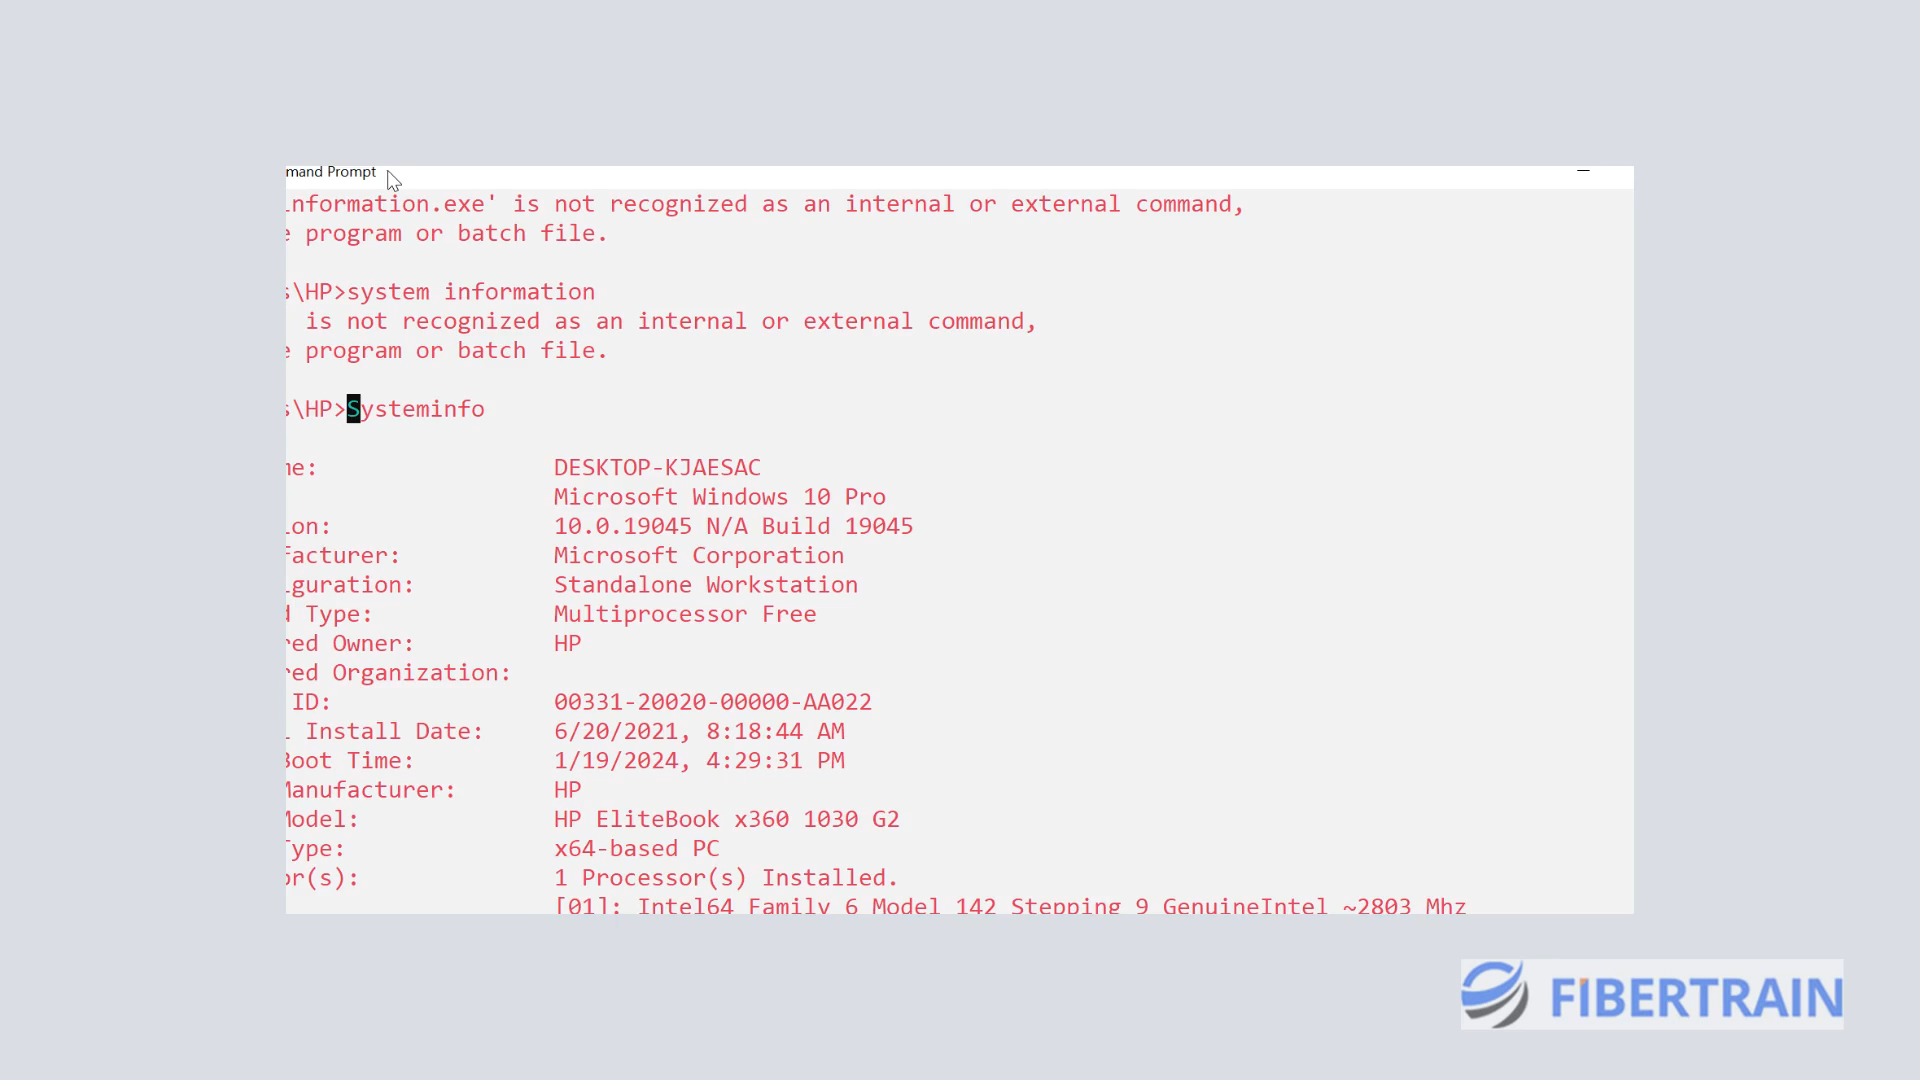 mand Prompt
nformation.exe' is not recognized as an internal or external command,
program or batch file.
\HP>system information
is not recognized as an internal or external command,
program or batch file.
\HP>Systeminfo
me: DESKTOP-KJAESAC
Microsoft Windows 10 Pro
ion: 10.0.19045 N/A Build 19045
facturer: Microsoft Corporation
iguration: Standalone Workstation
d Type: Multiprocessor Free
red Owner: HP
red Organization:
ID: 00331-20020-00000-AA022
l Install Date: 6/20/2021, 8:18:44 AM
Boot Time: 1/19/2024, 4:29:31 PM
Manufacturer: HP
Model: HP EliteBook x360 1030 G2
Type: x64-based PC
or(s): 1 Processor(s) Installed.
[01]: Intel64 Family 6 Model 142 Stepping 9 GenuineIntel ~2803 Mhz
FIBERTRAIN